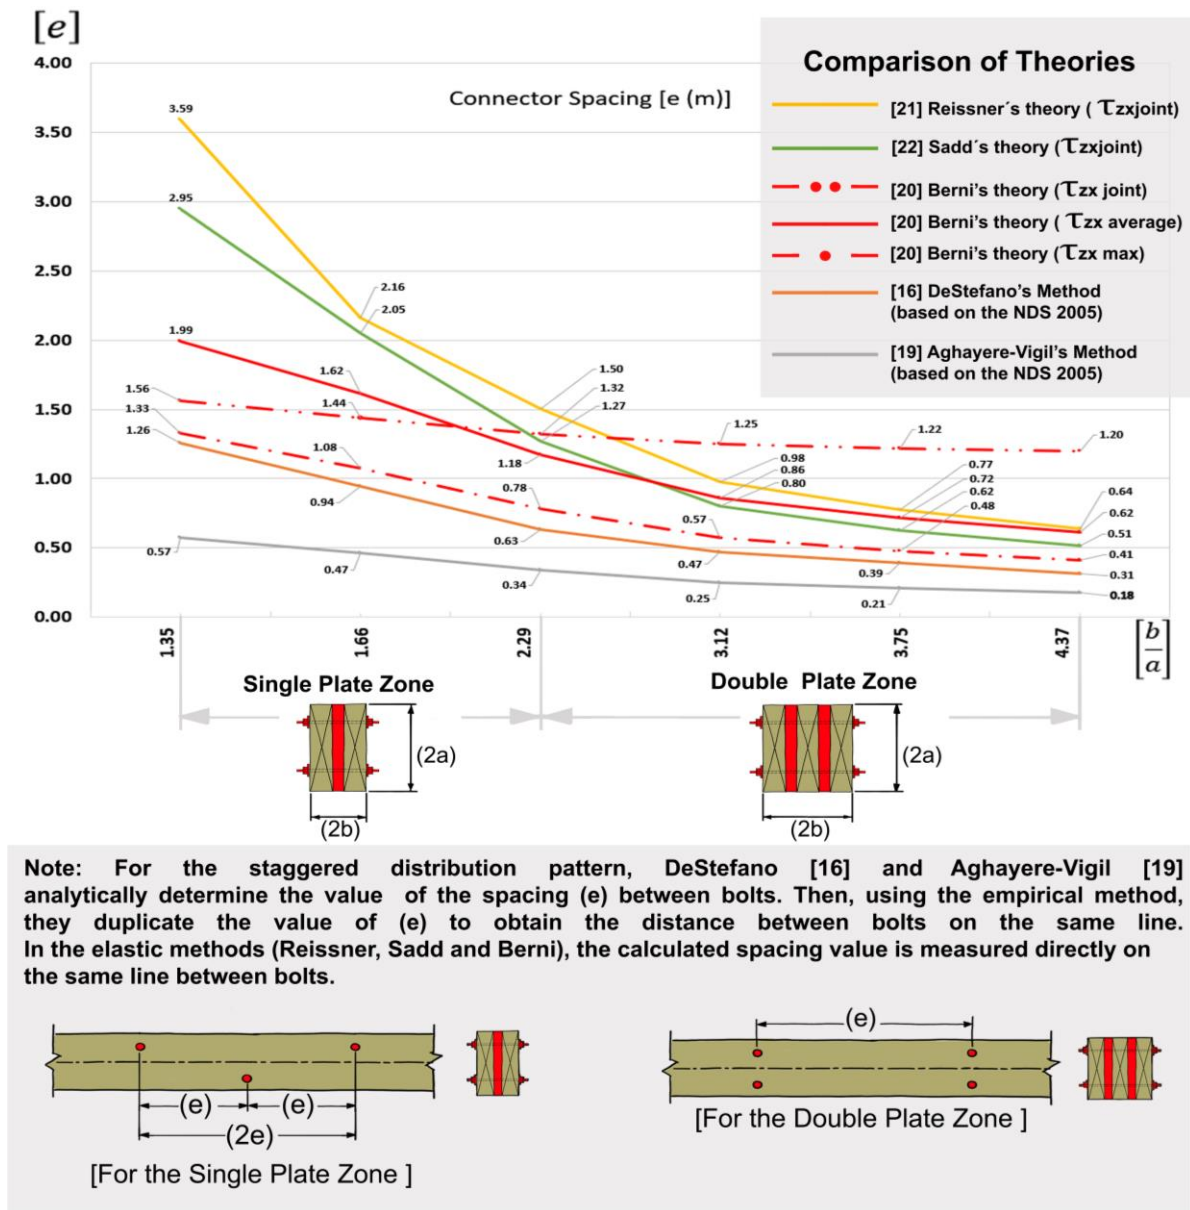 [e]
4.00
3.50
3.00
2.50
2.00
1.50
1.00
0.50
0.00
Connector Spacing [e (m)]
Comparison of Theories
[21] Reissner´s theory ( τzxjoint)
[22] Sadd´s theory (τzxjoint)
[20] Berni's theory (τzx joint)
[20] Berni's theory ( τzx average)
[20] Berni's theory (τzx max)
[16] DeStefano's Method
(based on the NDS 2005)
[19] Aghayere-Vigil's Method
(based on the NDS 2005)
3.59
2.16
1.50
0.98
0.77
0.64
2.95
2.05
1.27
0.80
0.62
0.51
1.56
1.44
1.32
1.25
1.22
1.20
1.99
1.62
1.18
0.86
0.72
0.62
1.33
1.08
0.78
0.57
0.48
0.41
1.26
0.94
0.63
0.47
0.39
0.31
0.57
0.47
0.34
0.25
0.21
0.18
1.35
1.66
2.29
3.12
3.75
4.37
[b/a]
Single Plate Zone
Double Plate Zone
(2a)
(2b)
(2a)
(2b)
Note: For the staggered distribution pattern, DeStefano [16] and Aghayere-Vigil [19]
analytically determine the value of the spacing (e) between bolts. Then, using the empirical method,
they duplicate the value of (e) to obtain the distance between bolts on the same line.
In the elastic methods (Reissner, Sadd and Berni), the calculated spacing value is measured directly on
the same line between bolts.
(e)
(e)
(2e)
[For the Single Plate Zone ]
(e)
[For the Double Plate Zone ]